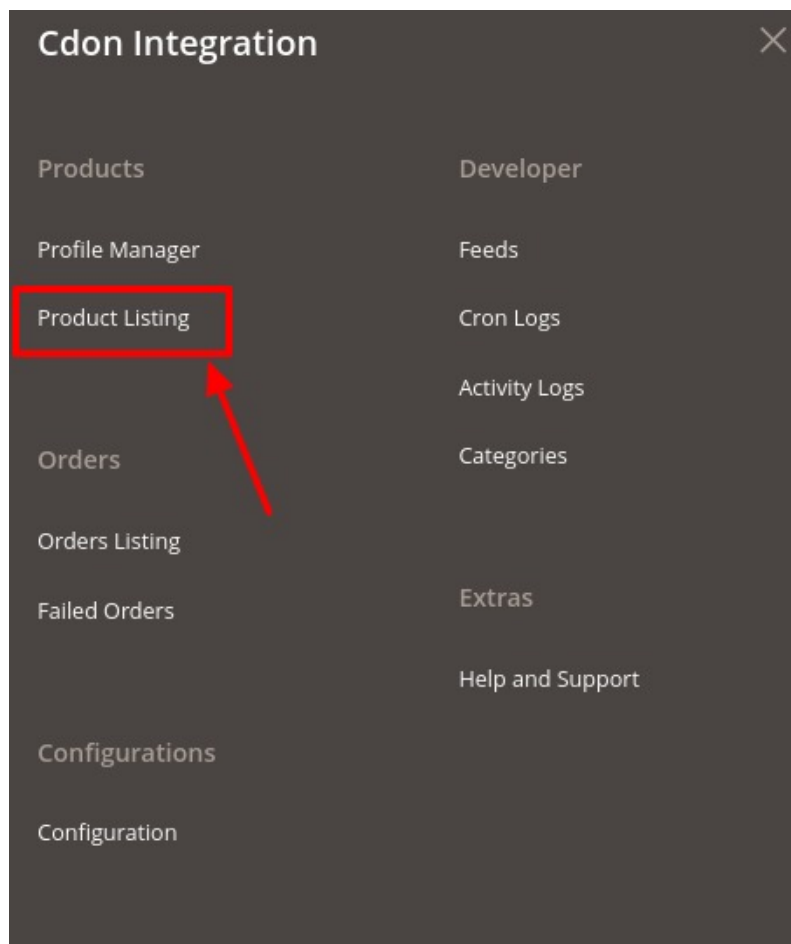 Cdon Integration
Products
Profile Manager
Product Listing
Orders
Orders Listing
Failed Orders
Configurations
Configuration
Developer
Feeds
Cron Logs
Activity Logs
Categories
Extras
Help and Support